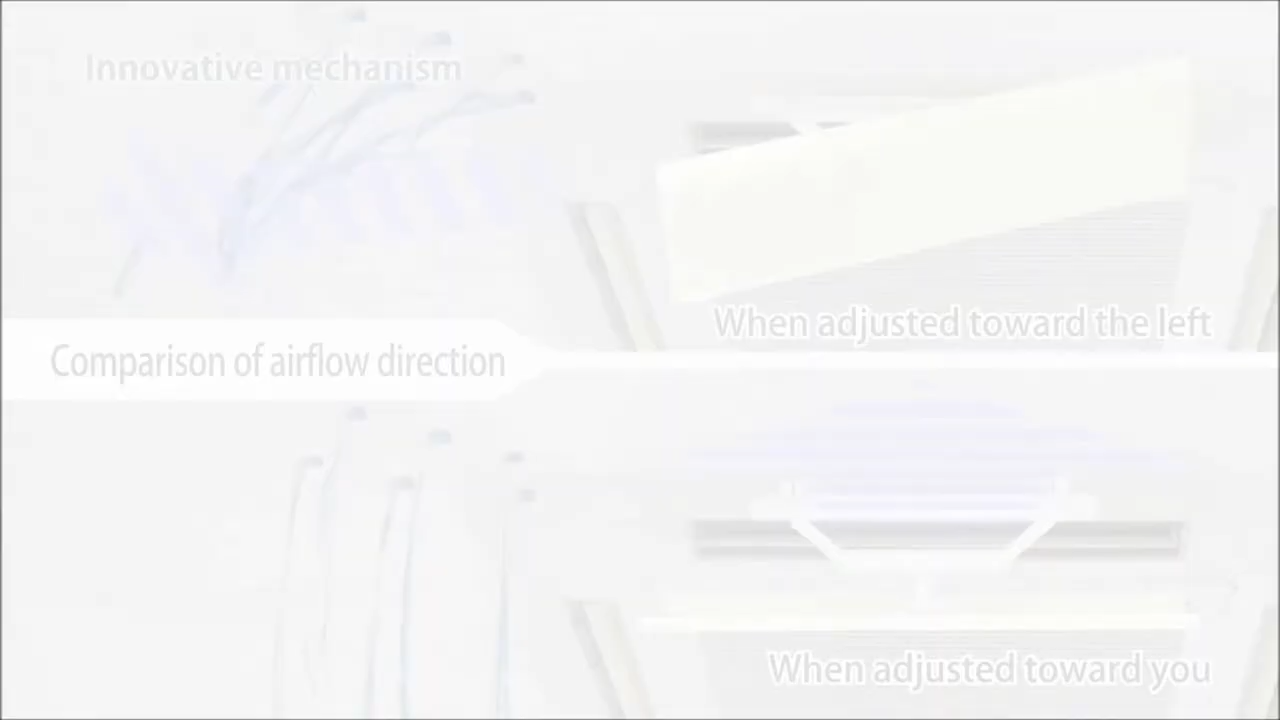 Innovative mechanism
When adjusted toward the left
Comparison of airflow direction
When adjusted toward you